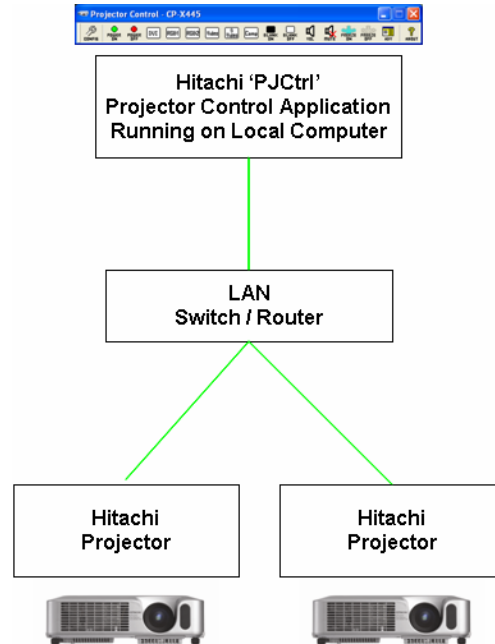 Projector Control - CP-X445
DVI
Hitachi 'PJCtrl'
Projector Control Application
Running on Local Computer
LAN
Switch / Router
Hitachi
Projector
Hitachi
Projector